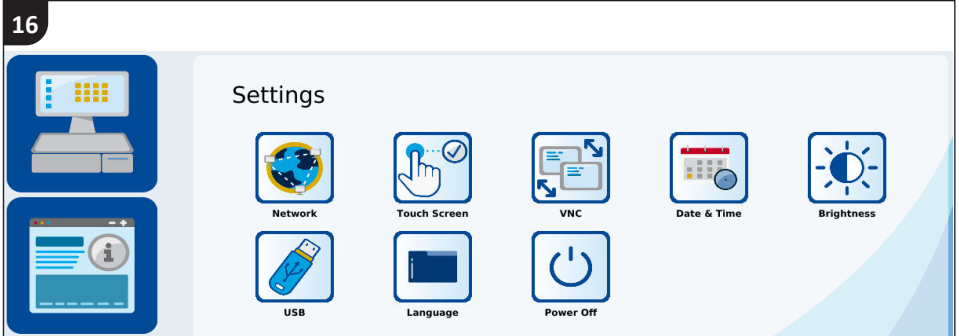 16
Settings
Network
Touch Screen
VNC
Date & Time
Brightness
USB
Language
Power Off